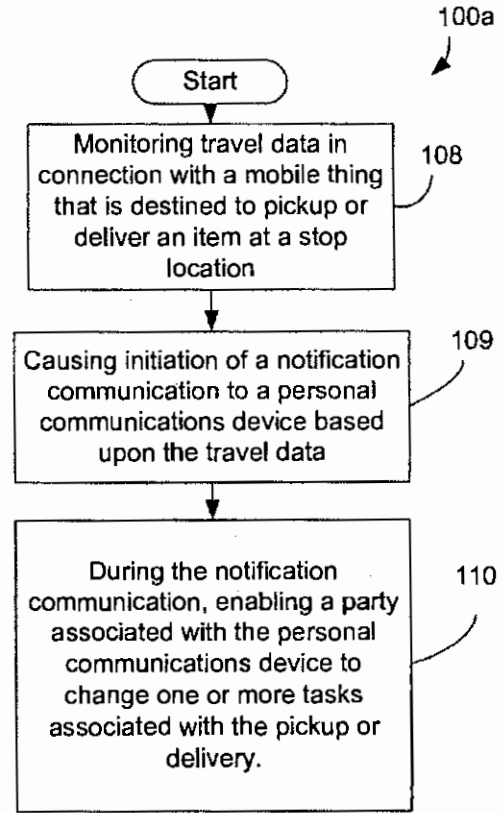 100a
Start
Monitoring travel data in
connection with a mobile thing
that is destined to pickup or
deliver an item at a stop
location
108
Causing initiation of a notification
communication to a personal
communications device based
upon the travel data
109
During the notification
communication, enabling a party
associated with the personal
communications device to
change one or more tasks
associated with the pickup or
delivery.
110